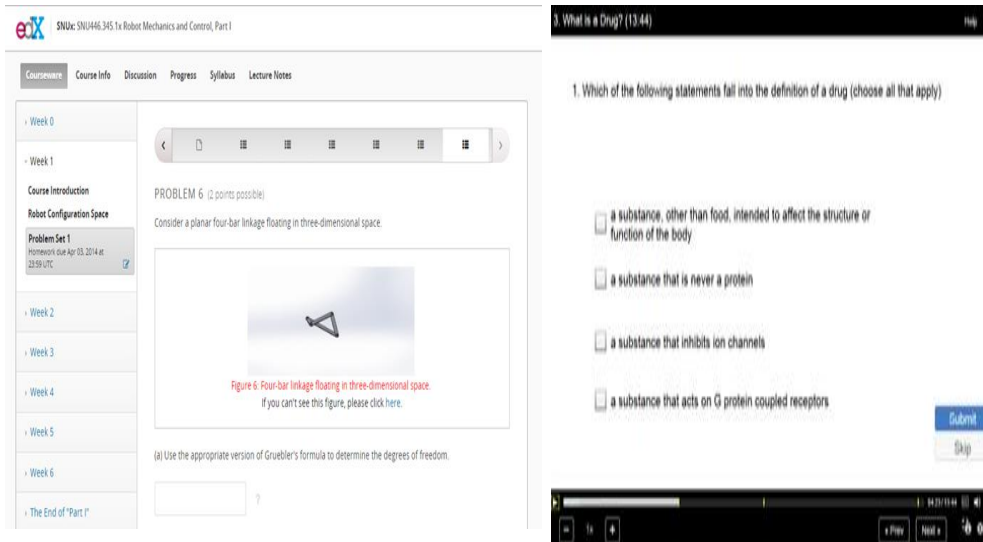 edX
SNUx: SNU446.345.1x Robot Mechanics and Control, Part I
Courseware Course Info Discussion Progress Syllabus Lecture Notes
Week 0
Week 1
Course Introduction
Robot Configuration Space
Problem Set 1
Homework due Apr 03, 2014 at
23:59 UTC
Week 2
Week 3
Week 4
Week 5
Week 6
The End of "Part I"
PROBLEM 6 (2 points possible)
Consider a planar four-bar linkage floating in three-dimensional space.
Figure 6: Four-bar linkage floating in three-dimensional space.
If you can't see this figure, please click here.
(a) Use the appropriate version of Gruebler's formula to determine the degrees of freedom.
?
3. What is a Drug? (13:44)
Help
1. Which of the following statements fall into the definition of a drug (choose all that apply)
a substance, other than food, intended to affect the structure or
function of the body
a substance that is never a protein
a substance that inhibits ion channels
a substance that acts on G protein coupled receptors
Submit
Skip
1x
« Prev
Next »